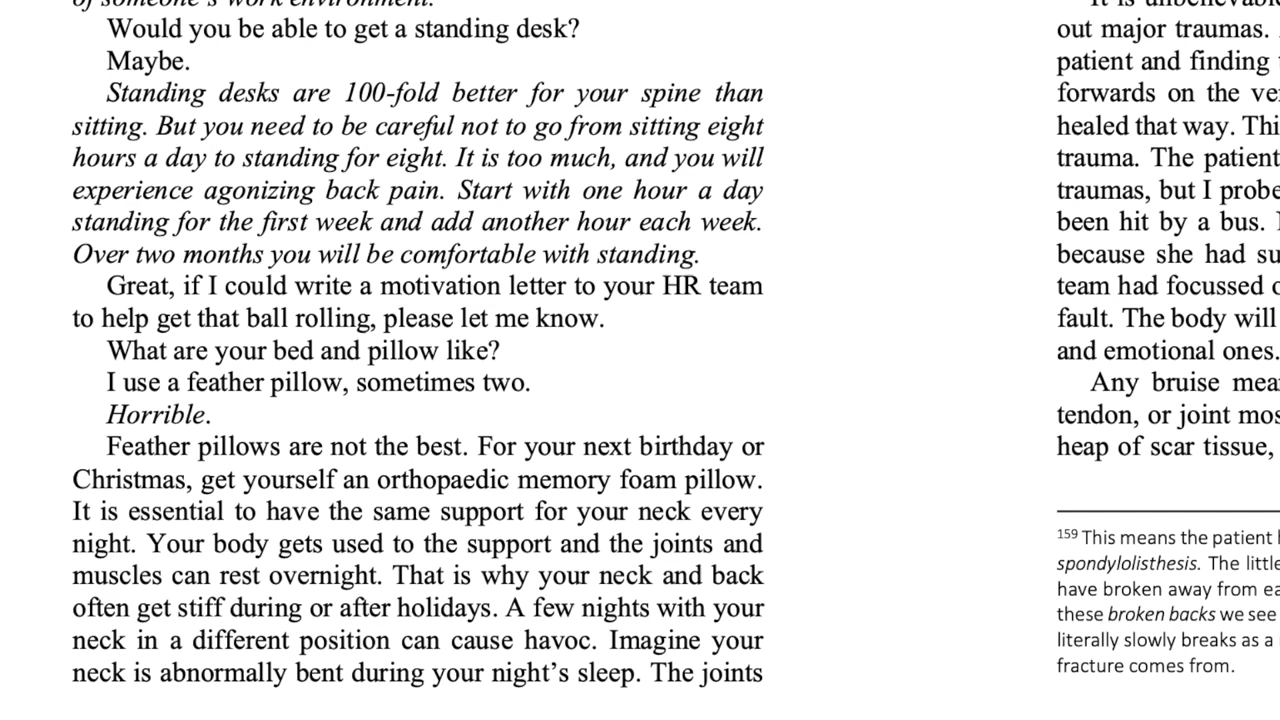 of someone's work environment.
Would you be able to get a standing desk?
Maybe.
Standing desks are 100-fold better for your spine than
sitting. But you need to be careful not to go from sitting eight
hours a day to standing for eight. It is too much, and you will
experience agonizing back pain. Start with one hour a day
standing for the first week and add another hour each week.
Over two months you will be comfortable with standing.
Great, if I could write a motivation letter to your HR team
to help get that ball rolling, please let me know.
What are your bed and pillow like?
I use a feather pillow, sometimes two.
Horrible.
Feather pillows are not the best. For your next birthday or
Christmas, get yourself an orthopaedic memory foam pillow.
It is essential to have the same support for your neck every
night. Your body gets used to the support and the joints and
muscles can rest overnight. That is why your neck and back
often get stiff during or after holidays. A few nights with your
neck in a different position can cause havoc. Imagine your
neck is abnormally bent during your night's sleep. The joints
It is unbelievable
out major traumas.
patient and finding
forwards on the
healed that way.
trauma. The patient
traumas, but I
been hit by a bus.
because she had
team had focussed
fault. The body will
and emotional ones.
Any bruise
tendon, or joint
heap of scar tissue,
159 This means the patient
spondylolisthesis. The
have broken away from
these broken backs we see
literally slowly breaks as a
fracture comes from.